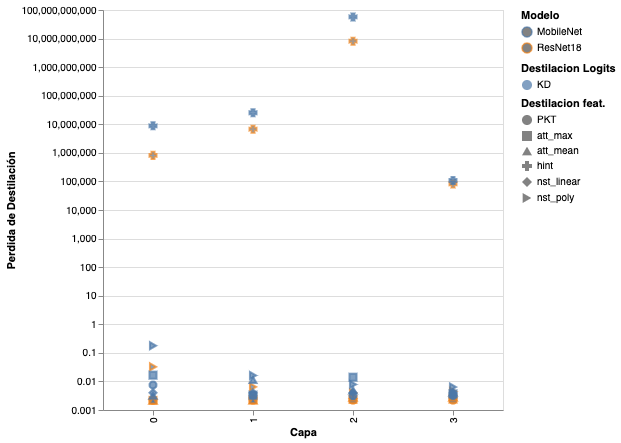 100,000,000,000
10,000,000,000
1,000,000,000
100,000,000
10,000,000
1,000,000
100,000
10,000
1,000
100
10
1
0.1
0.01
0.001
Perdida de Destilación
0
1
2
3
Capa
Modelo
MobileNet
ResNet18
Destilacion Logits
KD
Destilacion feat.
PKT
att_max
att_mean
hint
nst_linear
nst_poly